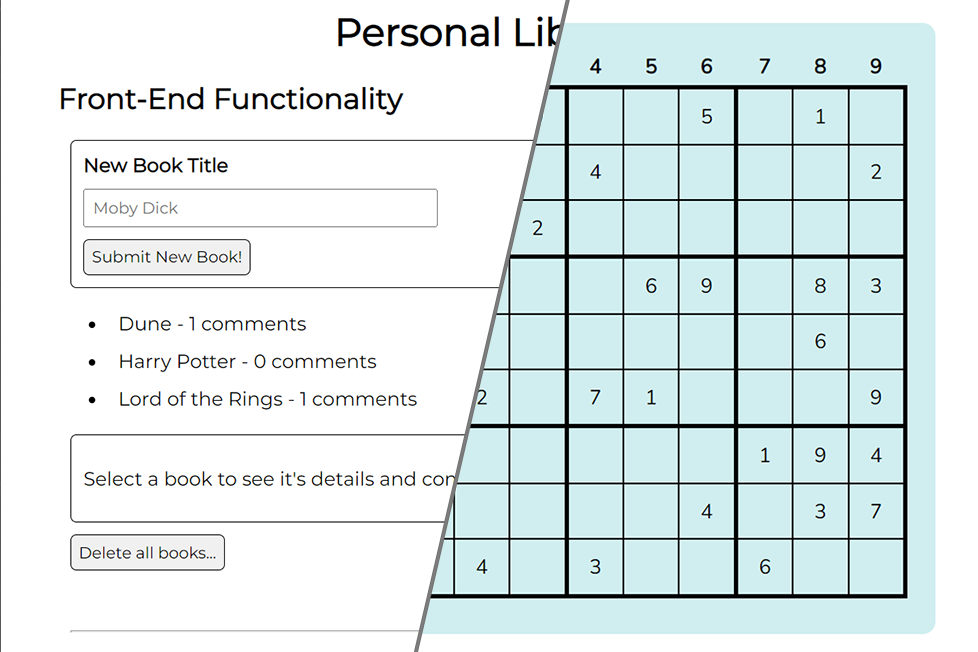 Personal Lib
Front-End Functionality
New Book Title
Moby Dick
Submit New Book!
Dune - 1 comments
Harry Potter - 0 comments
Lord of the Rings - 1 comments
Select a book to see it's details and con
Delete all books...
4 5 6 7 8 9
5 1
4 2
2
6 9 8 3
6
2 7 1 9
1 9 4
4 3 7
4 3 6